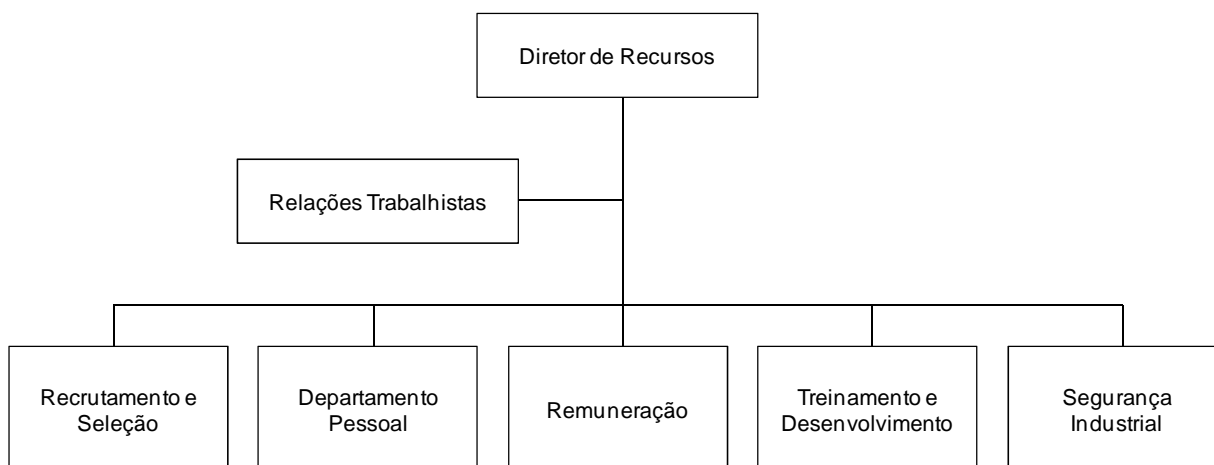 Diretor de Recursos
Relações Trabalhistas
Recrutamento e
Seleção
Departamento
Pessoal
Remuneração
Treinamento e
Desenvolvimento
Segurança
Industrial